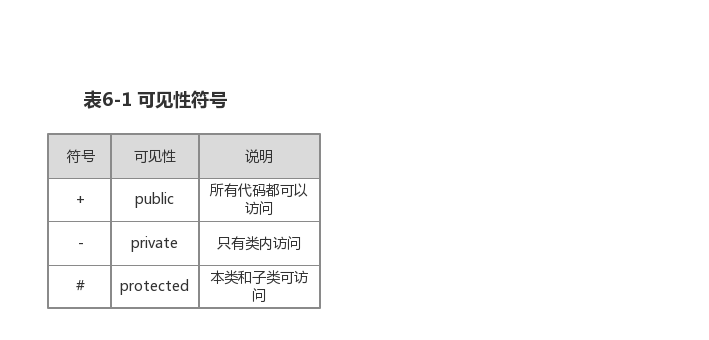 表6-1 可见性符号
符号 可见性 说明
+ public 所有代码都可以
访问
- private 只有类内访问
# protected 本类和子类可访
问